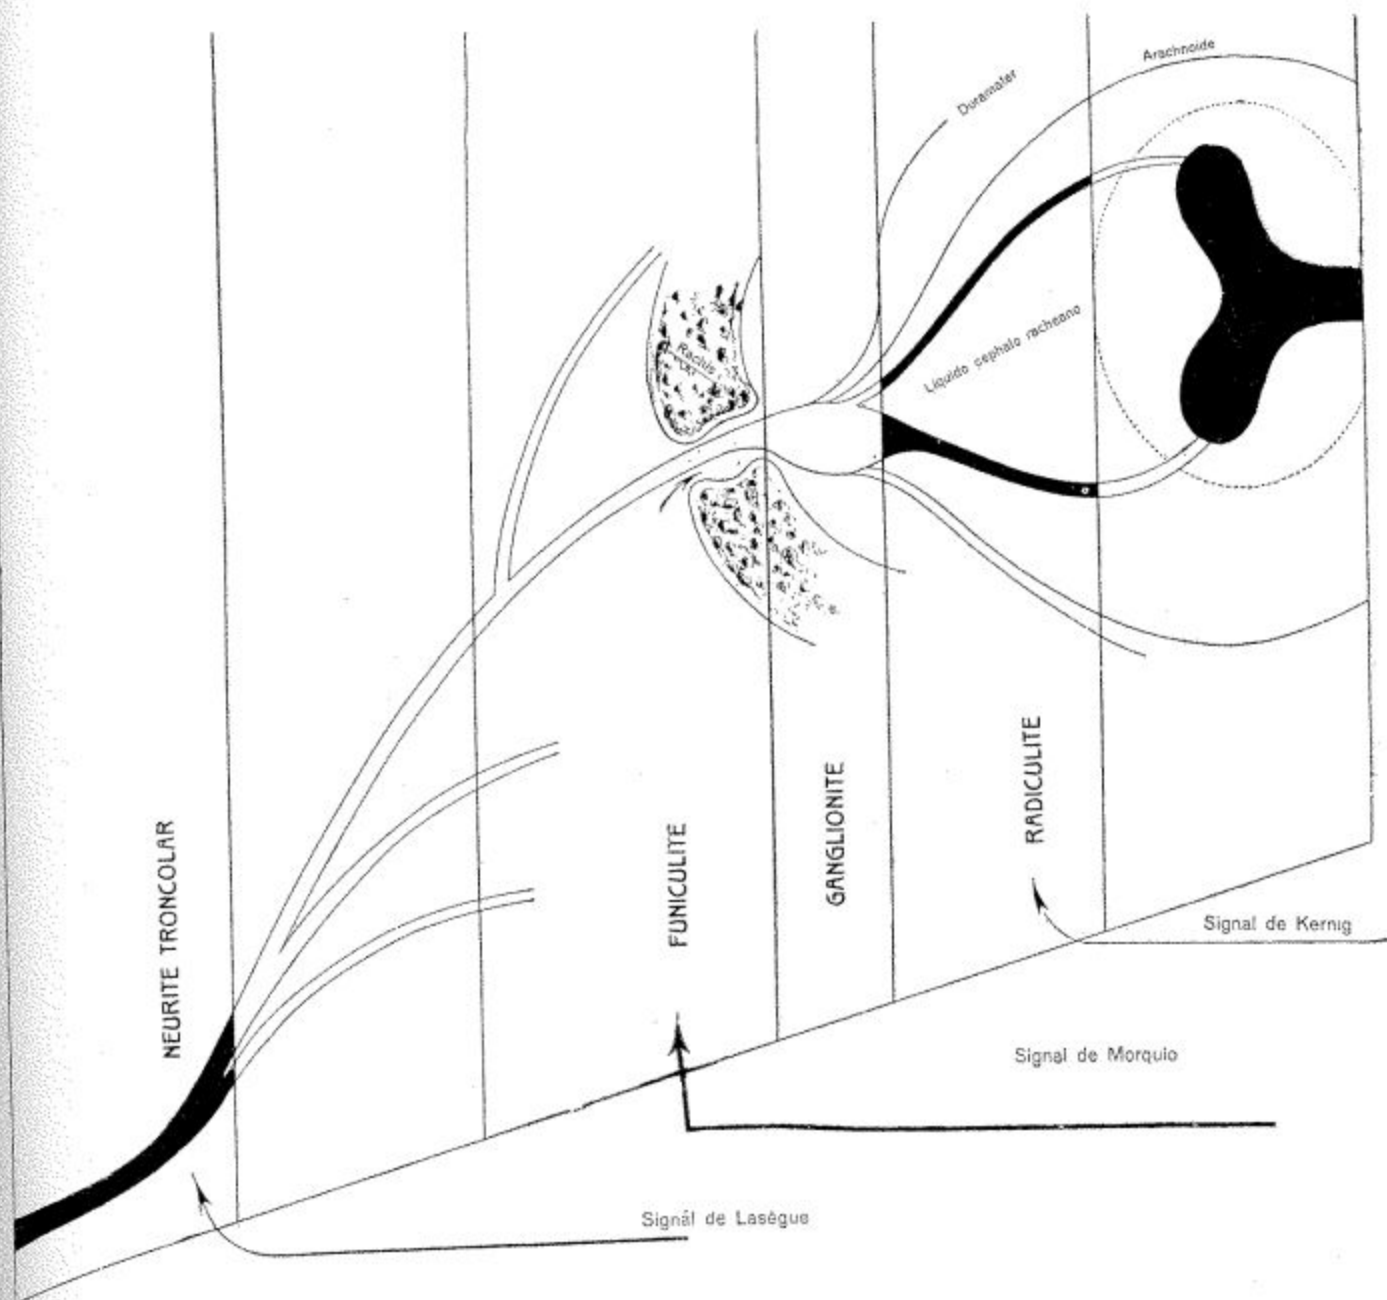 Arachnoide
Duramater
Rachis
Liquido cephalo racheano
NEURITE TRONCOLAR
FUNICULITE
GANGLIONITE
RADICULITE
Signal de Kernig
Signal de Morquio
Signál de Lasègue